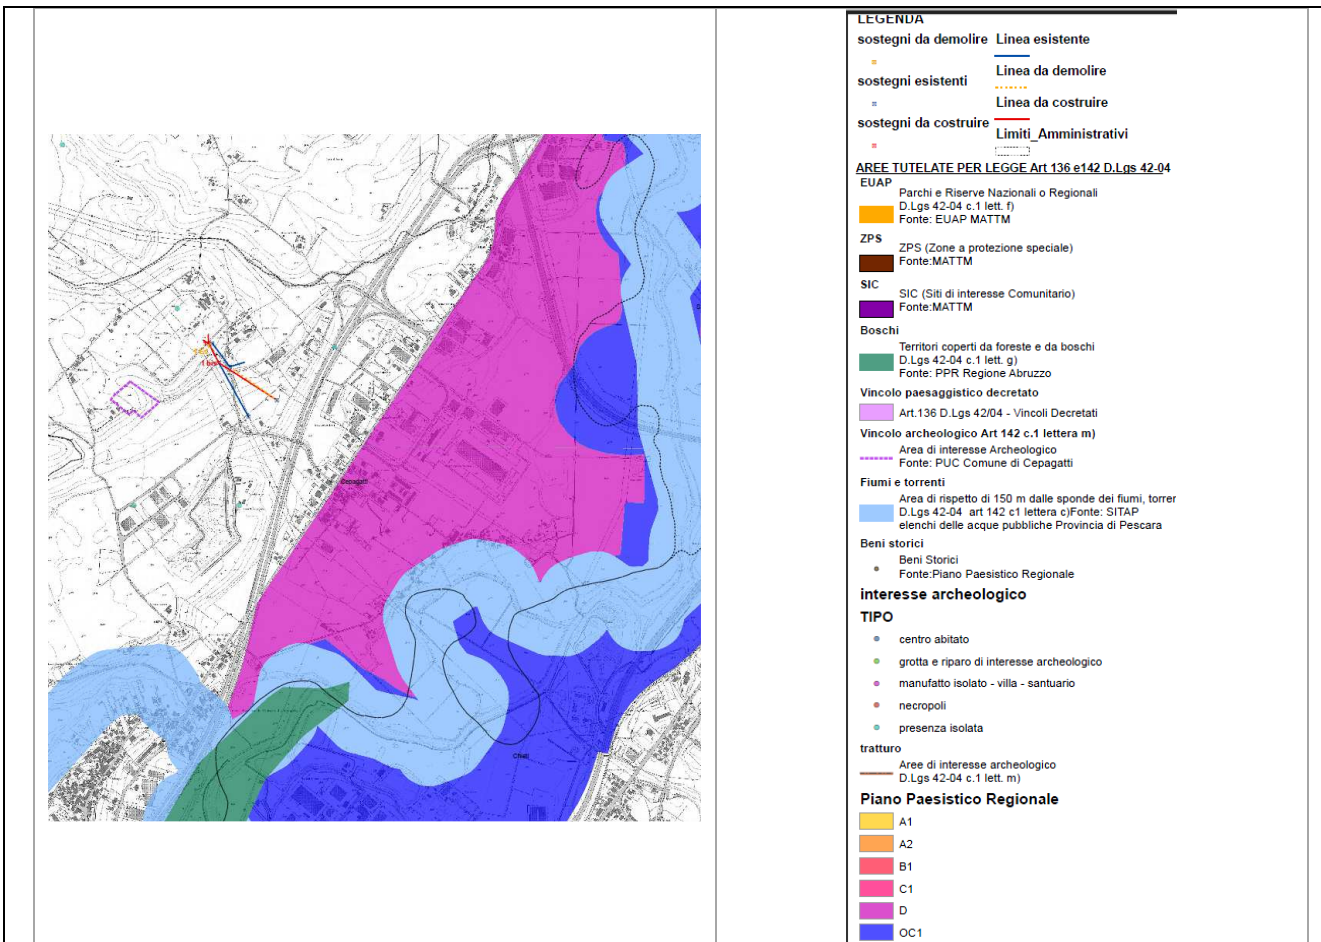 LEGENDA
sostegni da demolire
Linea esistente
sostegni esistenti
Linea da demolire
Linea da costruire
sostegni da costruire
Limiti_Amministrativi
AREE TUTELATE PER LEGGE Art 136 e142 D.Lgs 42-04
EUAP
Parchi e Riserve Nazionali o Regionali
D.Lgs 42-04 c.1 lett. f)
Fonte: EUAP MATTM
ZPS
ZPS (Zone a protezione speciale)
Fonte:MATTM
SIC
SIC (Siti di interesse Comunitario)
Fonte:MATTM
Boschi
Territori coperti da foreste e da boschi
D.Lgs 42-04 c.1 lett. g)
Fonte: PPR Regione Abruzzo
Vincolo paesaggistico decretato
Art.136 D.Lgs 42/04 - Vincoli Decretati
Vincolo archeologico Art 142 c.1 lettera m)
Area di interesse Archeologico
Fonte: PUC Comune di Cepagatti
Fiumi e torrenti
Area di rispetto di 150 m dalle sponde dei fiumi, torrer
D.Lgs 42-04 art 142 c1 lettera c)Fonte: SITAP
elenchi delle acque pubbliche Provincia di Pescara
Beni storici
Beni Storici
Fonte:Piano Paesistico Regionale
interesse archeologico
TIPO
centro abitato
grotta e riparo di interesse archeologico
manufatto isolato - villa - santuario
necropoli
presenza isolata
tratturo
Aree di interesse archeologico
D.Lgs 42-04 c.1 lett. m)
Piano Paesistico Regionale
A1
A2
B1
C1
D
OC1
Cepagatti
Chieti